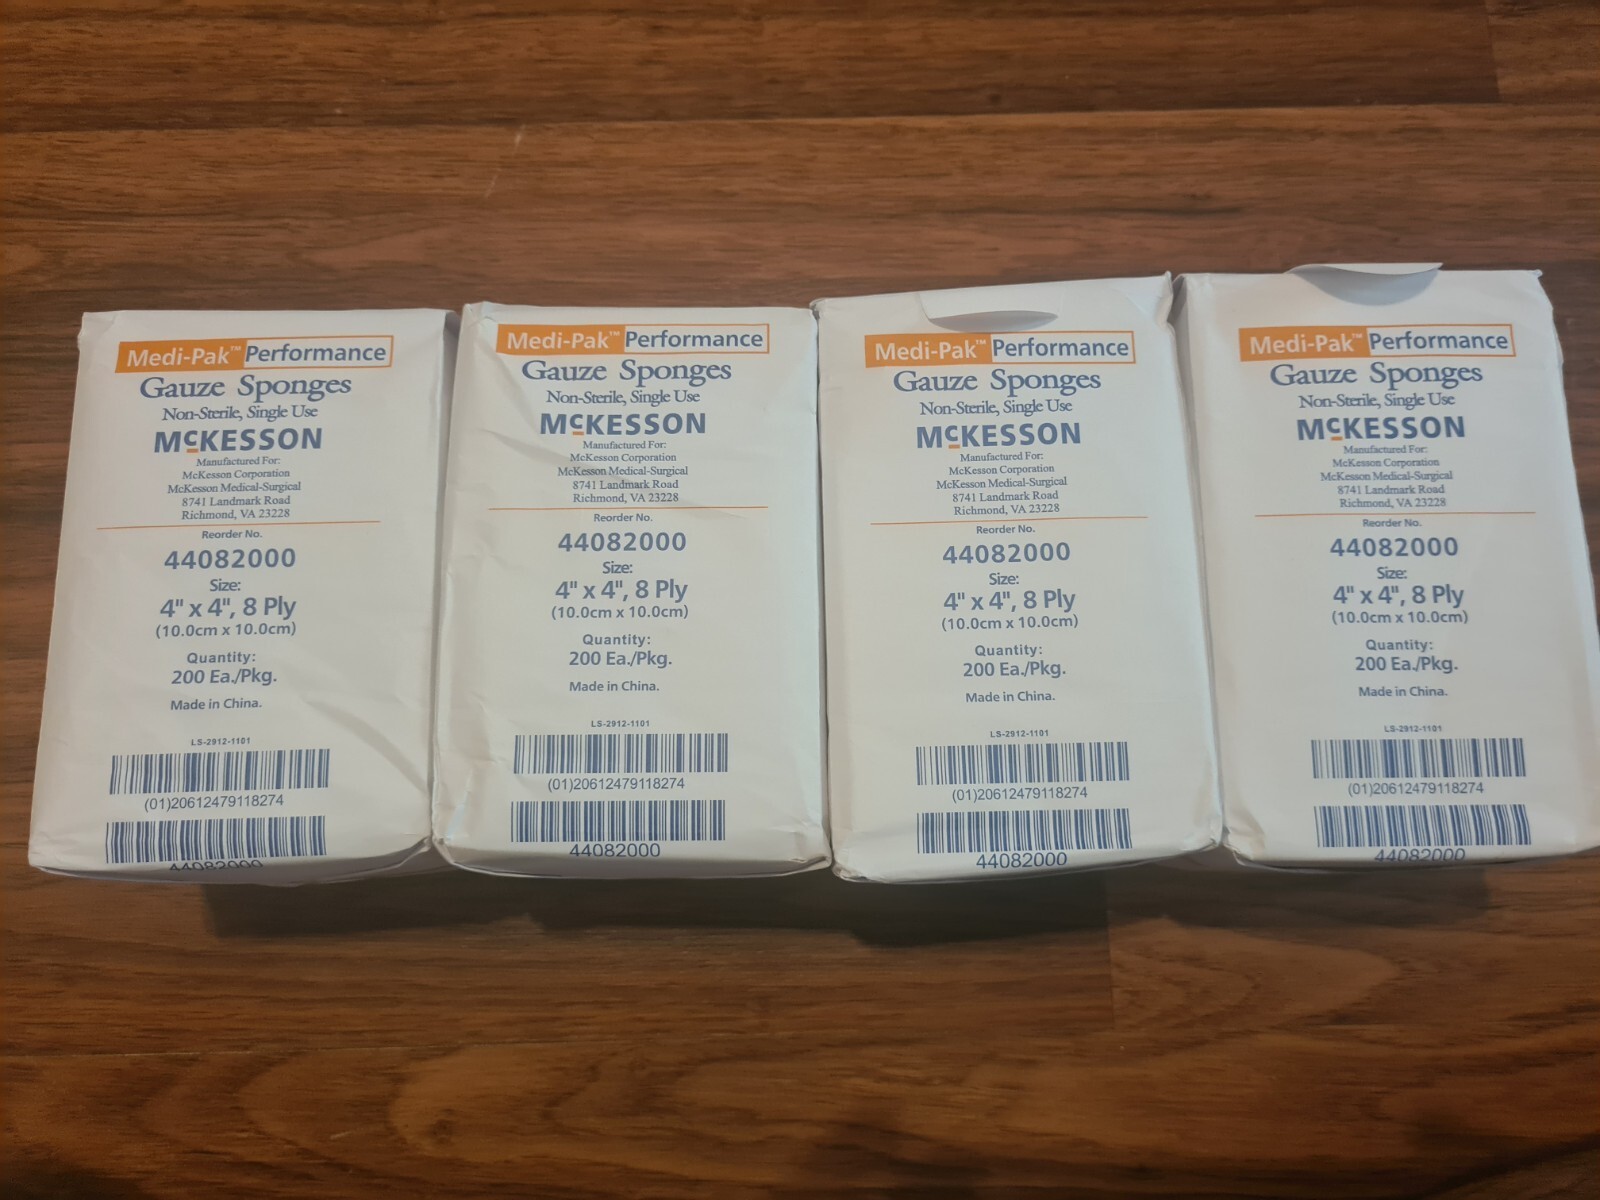 Medi-Pak™ Performance
Gauze Sponges
Non-Sterile, Single Use
McKESSON
Manufactured For:
McKesson Corporation
McKesson Medical-Surgical
8741 Landmark Road
Richmond, VA 23228
Reorder No.
44082000
Size:
4" x 4", 8 Ply
(10.0cm x 10.0cm)
Quantity:
200 Ea./Pkg.
Made in China.
LS-2912-1101
(01)20612479118274
44082000
Medi-Pak™ Performance
Gauze Sponges
Non-Sterile, Single Use
McKESSON
Manufactured For:
McKesson Corporation
McKesson Medical-Surgical
8741 Landmark Road
Richmond, VA 23228
Reorder No.
44082000
Size:
4" x 4", 8 Ply
(10.0cm x 10.0cm)
Quantity:
200 Ea./Pkg.
Made in China.
LS-2912-1101
(01)20612479118274
44082000
Medi-Pak™ Performance
Gauze Sponges
Non-Sterile, Single Use
McKESSON
Manufactured For:
McKesson Corporation
McKesson Medical-Surgical
8741 Landmark Road
Richmond, VA 23228
Reorder No.
44082000
Size:
4" x 4", 8 Ply
(10.0cm x 10.0cm)
Quantity:
200 Ea./Pkg.
Made in China.
LS-2912-1101
(01)20612479118274
44082000
Medi-Pak™ Performance
Gauze Sponges
Non-Sterile, Single Use
McKESSON
Manufactured For:
McKesson Corporation
McKesson Medical-Surgical
8741 Landmark Road
Richmond, VA 23228
Reorder No.
44082000
Size:
4" x 4", 8 Ply
(10.0cm x 10.0cm)
Quantity:
200 Ea./Pkg.
Made in China.
LS-2912-1101
(01)20612479118274
44082000